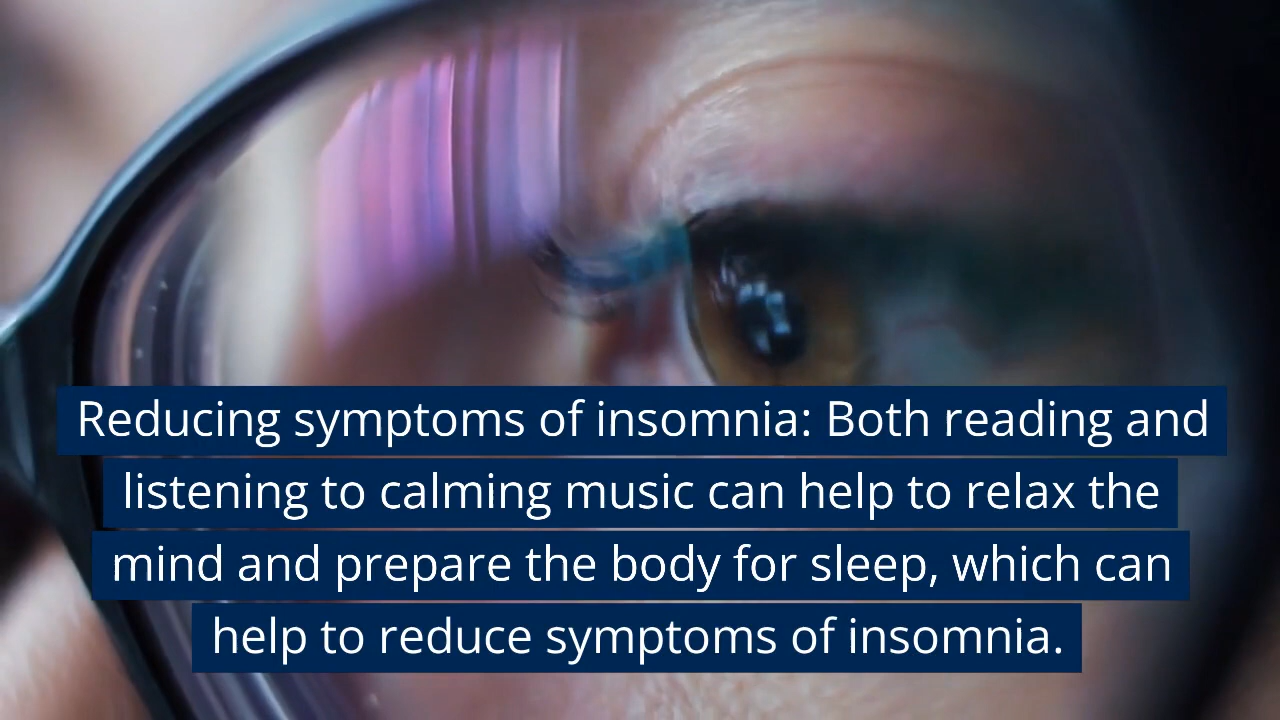 Reducing symptoms of insomnia: Both reading and
listening to calming music can help to relax the
mind and prepare the body for sleep, which can
help to reduce symptoms of insomnia.